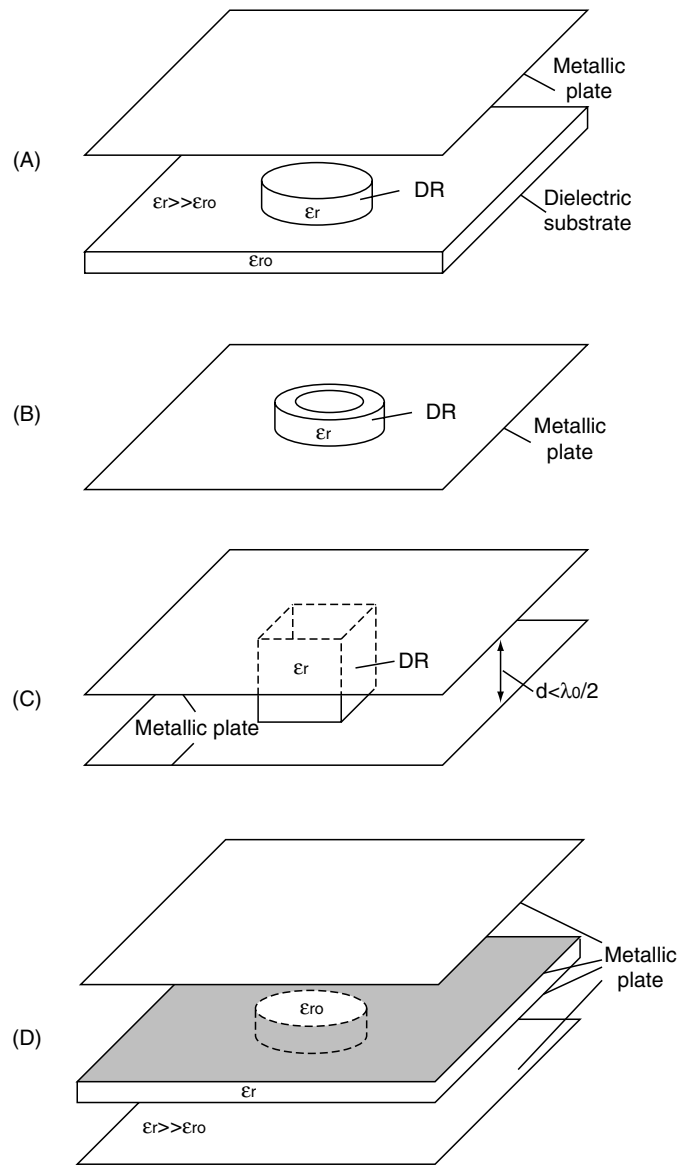 Metallic
plate
(A)
εr>>εro
DR
εr
Dielectric
substrate
εro
(B)
DR
εr
Metallic
plate
εr
DR
(C)
d<λ0/2
Metallic plate
Metallic
plate
εro
(D)
εr
εr>>εro